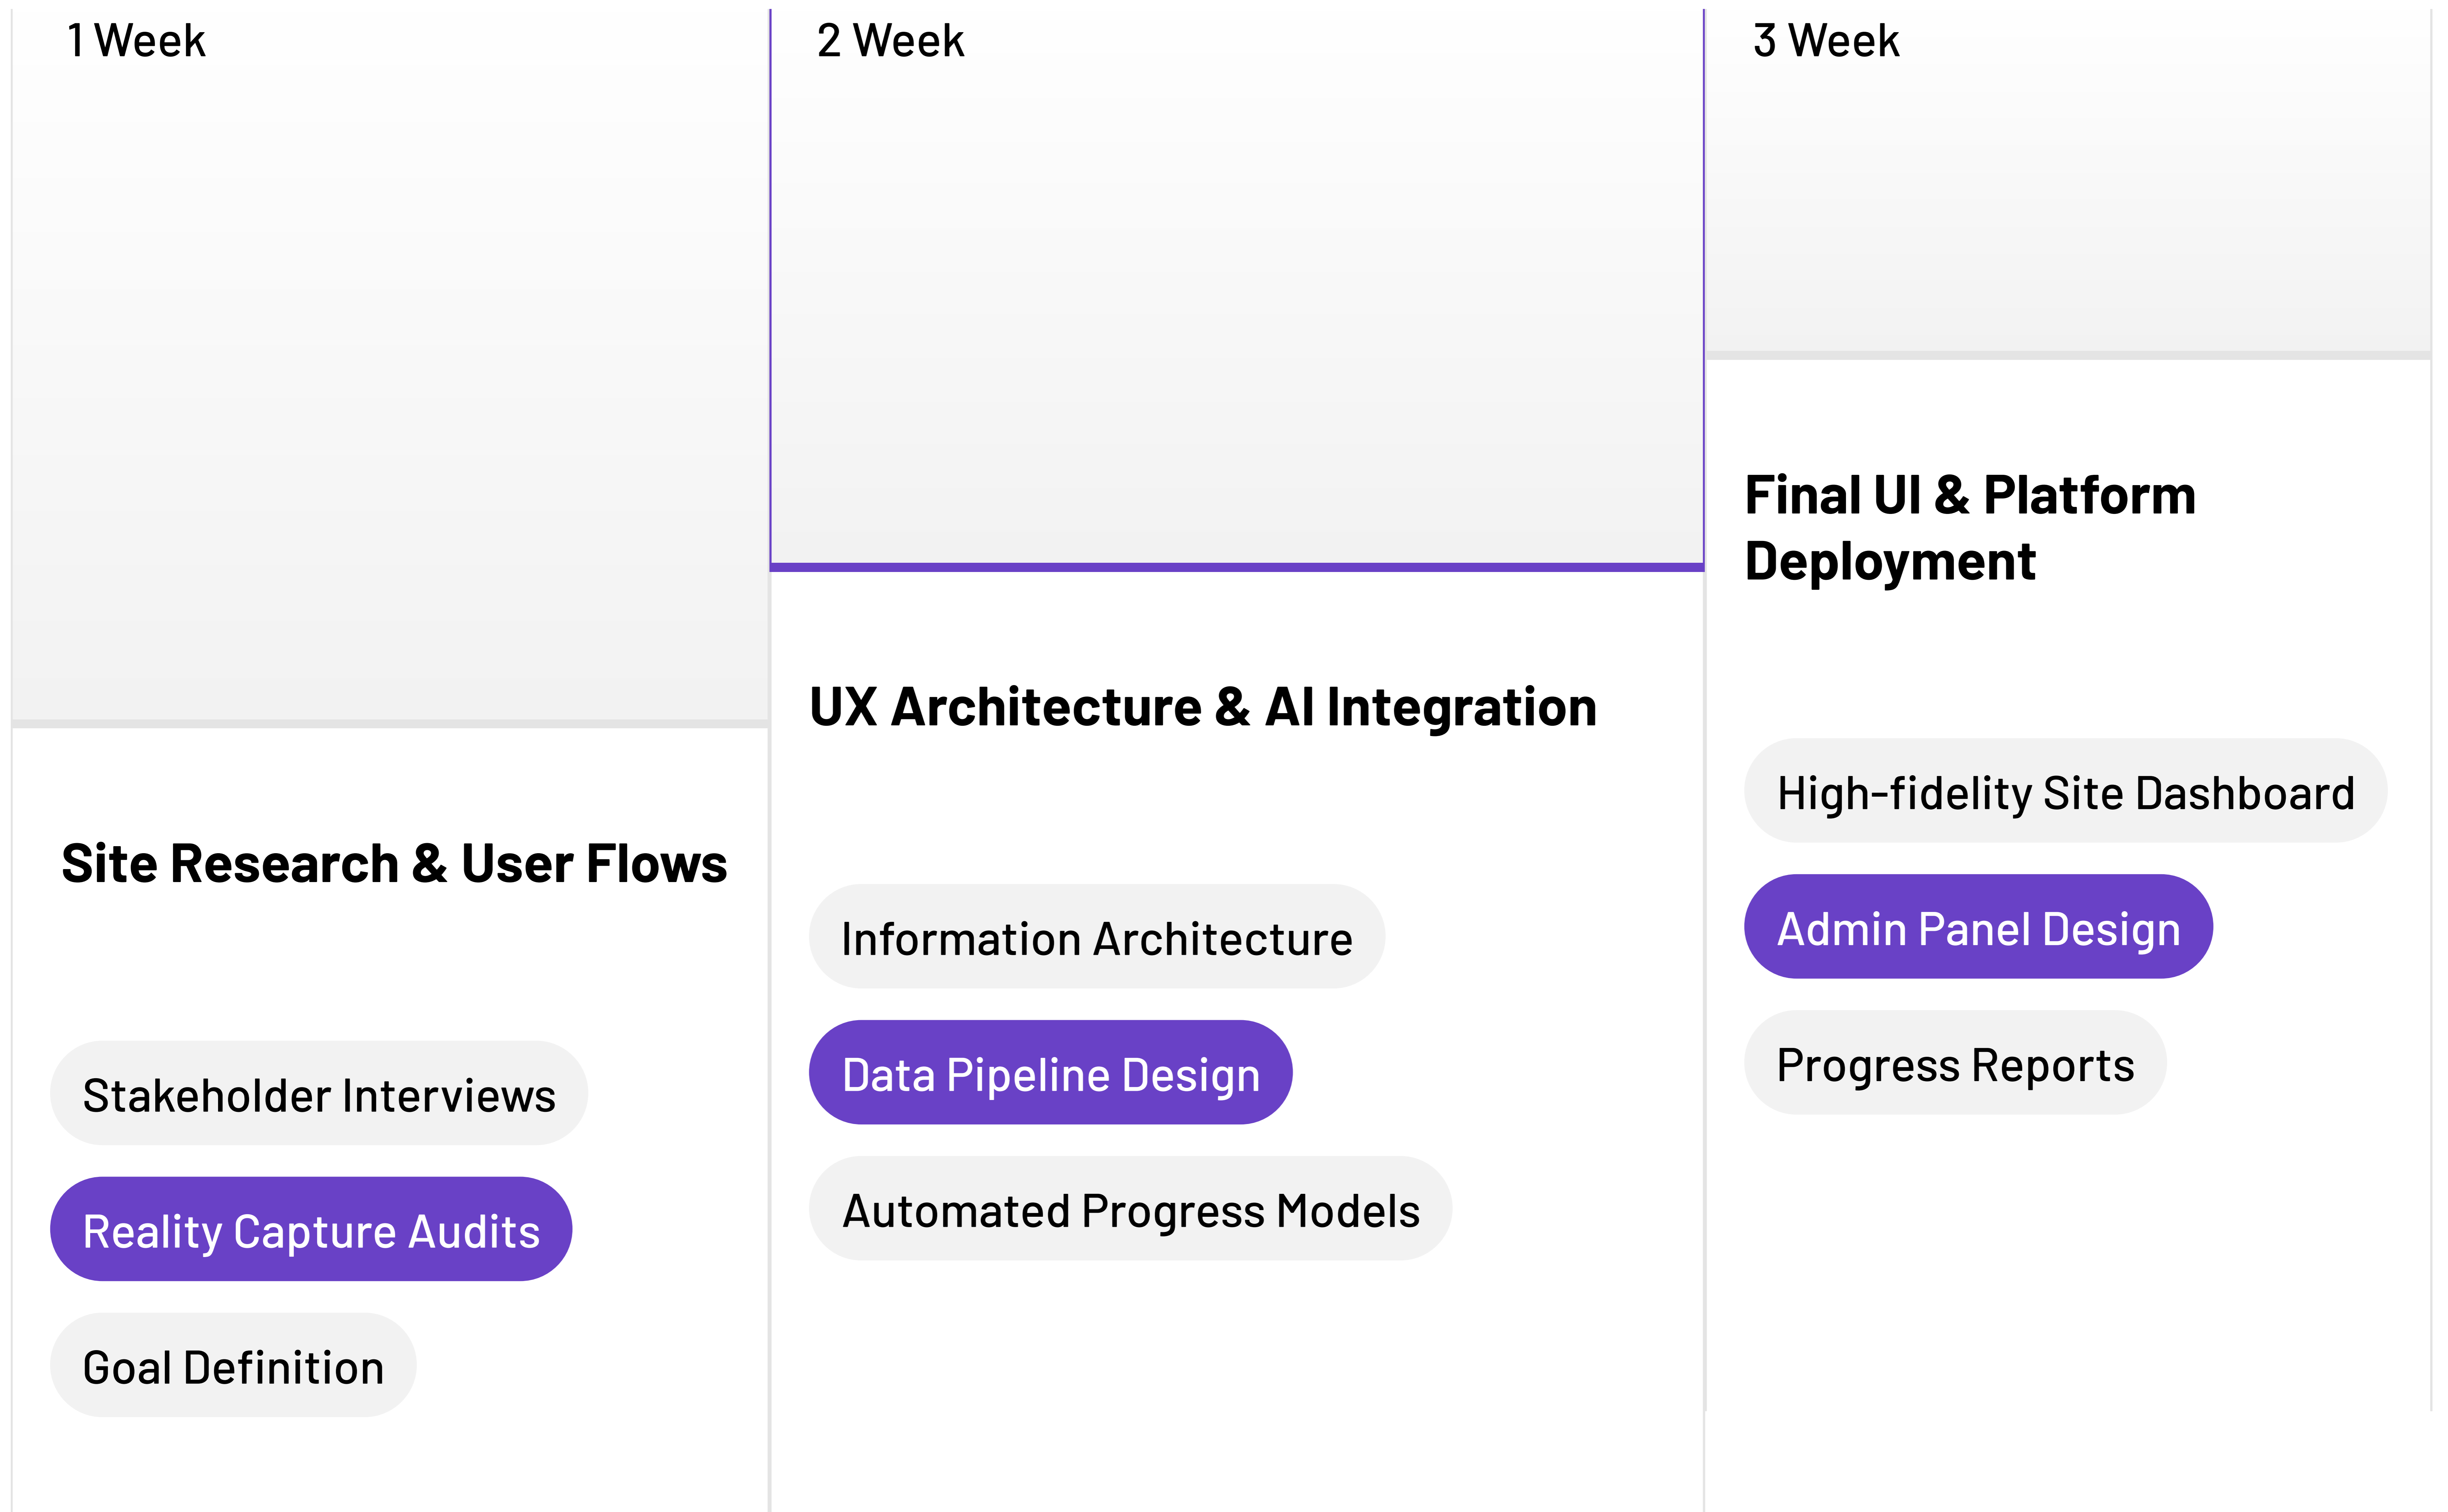 1 Week
Site Research & User Flows
Stakeholder Interviews
Reality Capture Audits
Goal Definition
2 Week
UX Architecture & AI Integration
Information Architecture
Data Pipeline Design
Automated Progress Models
3 Week
Final UI & Platform
Deployment
High-fidelity Site Dashboard
Admin Panel Design
Progress Reports